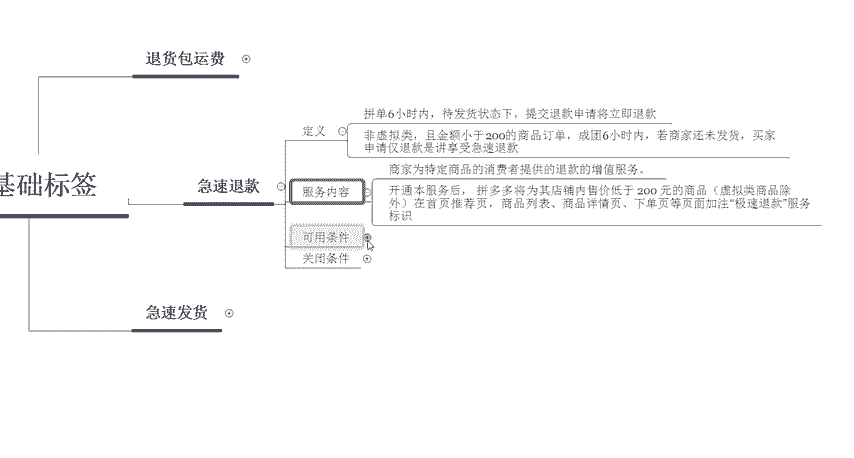 退货包运费
拼单6小时内，待发货状态下，提交退款申请将立即退款
定义
非虚拟类，且金额小于200的商品订单，成团6小时内，若商家还未发货，买家
申请仅退款是讲享受急速退款
基础标签
急速退款
商家为特定商品的消费者提供的退款的增值服务。
服务内容
开通本服务后， 拼多多将为其店铺内售价低于 200 元的商品（虚拟类商品除
外）在首页推荐页，商品列表、商品详情页、下单页等页面加注“极速退款”服务
标识
可用条件
关闭条件
急速发货